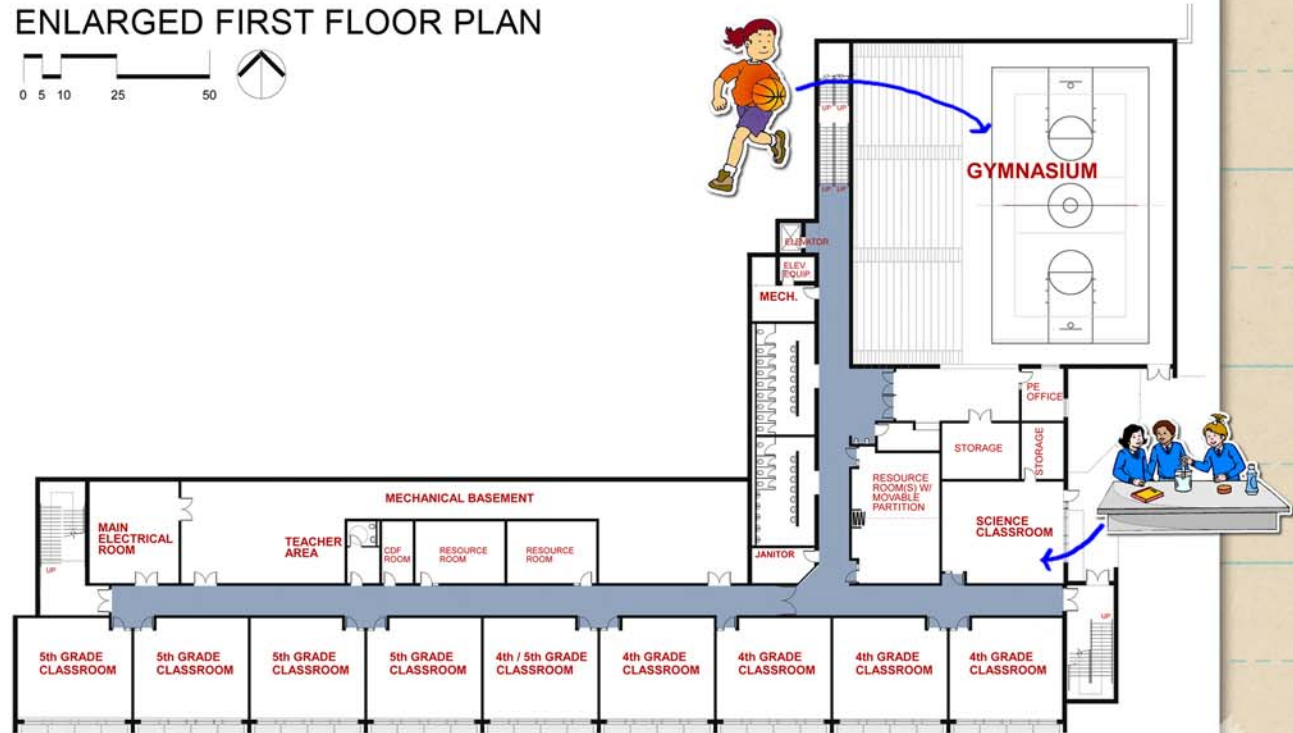 ENLARGED FIRST FLOOR PLAN
0 5 10 25 50
UP UP
UP UP
GYMNASIUM
ELEVATOR
ELEV
EQUIP
MECH.
PE
OFFICE
STORAGE
STORAGE
RESOURCE
ROOM(S) W/
MOVABLE
PARTITION
SCIENCE
CLASSROOM
MECHANICAL BASEMENT
MAIN
ELECTRICAL
ROOM
TEACHER
AREA
CDF
ROOM
RESOURCE
ROOM
RESOURCE
ROOM
JANITOR
UP
UP
5th GRADE
CLASSROOM
5th GRADE
CLASSROOM
5th GRADE
CLASSROOM
5th GRADE
CLASSROOM
4th / 5th GRADE
CLASSROOM
4th GRADE
CLASSROOM
4th GRADE
CLASSROOM
4th GRADE
CLASSROOM
4th GRADE
CLASSROOM